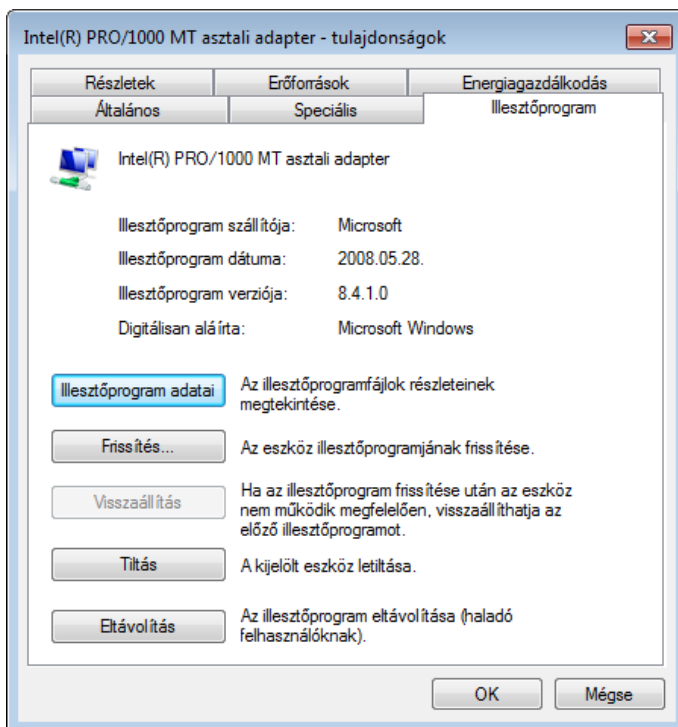 Intel(R) PRO/1000 MT asztali adapter - tulajdonságok
Részletek Erőforrások Energiagazdálkodás
Általános Speciális Illesztőprogram
Intel(R) PRO/1000 MT asztali adapter
Illesztőprogram szállítója: Microsoft
Illesztőprogram dátuma: 2008.05.28.
Illesztőprogram verziója: 8.4.1.0
Digitálisan aláírta: Microsoft Windows
Illesztőprogram adatai
Az illesztőprogramfájlok részleteinek
megtekintése.
Frissítés...
Az eszköz illesztőprogramjának frissítése.
Visszaállítás
Ha az illesztőprogram frissítése után az eszköz
nem működik megfelelően, visszaállíthatja az
előző illesztőprogramot.
Tiltás
A kijelölt eszköz letiltása.
Eltávolítás
Az illesztőprogram eltávolítása (haladó
felhasználóknak).
OK Mégse